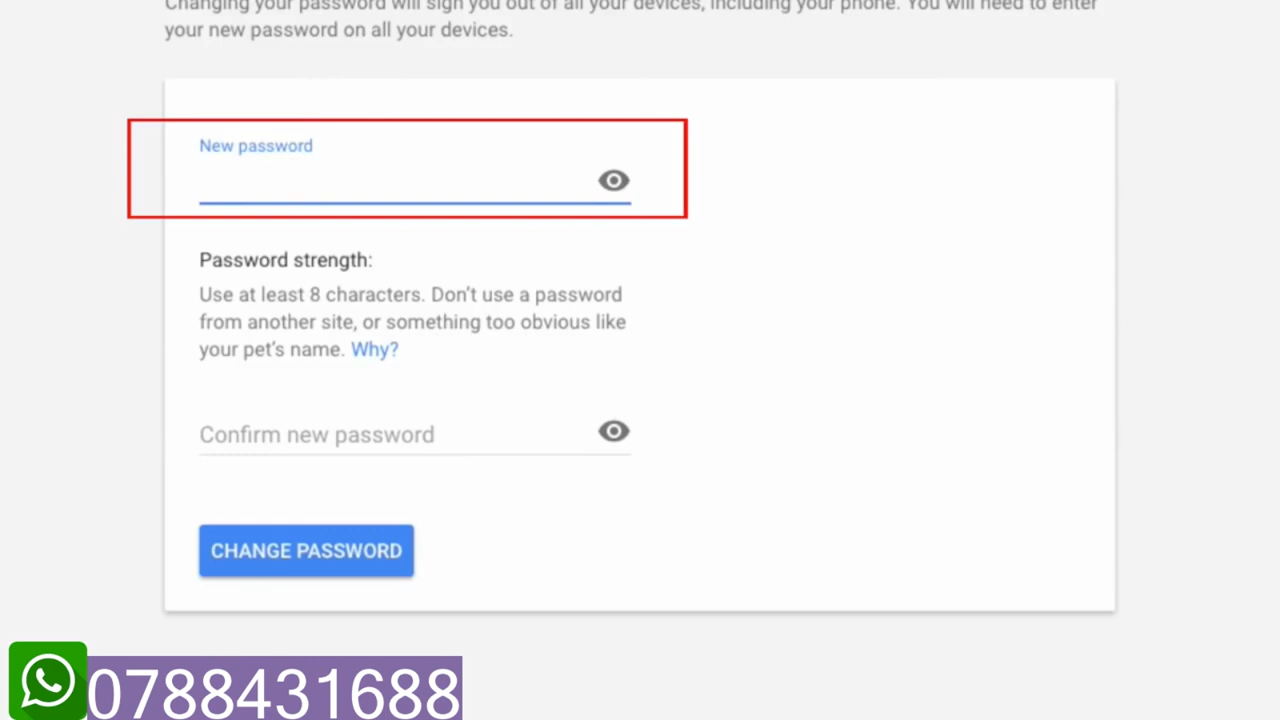 Changing your password will sign you out of all your devices, including your phone. You will need to enter
your new password on all your devices.
New password
Password strength:
Use at least 8 characters. Don't use a password
from another site, or something too obvious like
your pet's name. Why?
Confirm new password
CHANGE PASSWORD
0788431688